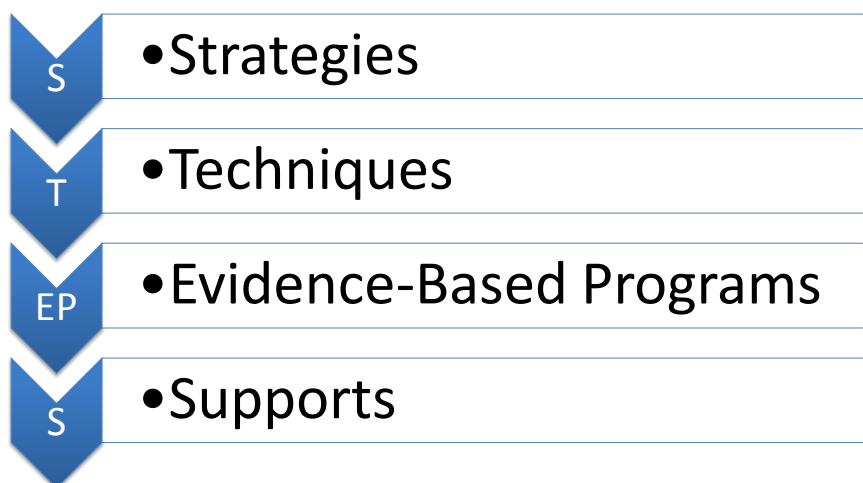 S
•Strategies
T
•Techniques
EP
•Evidence-Based Programs
S
•Supports